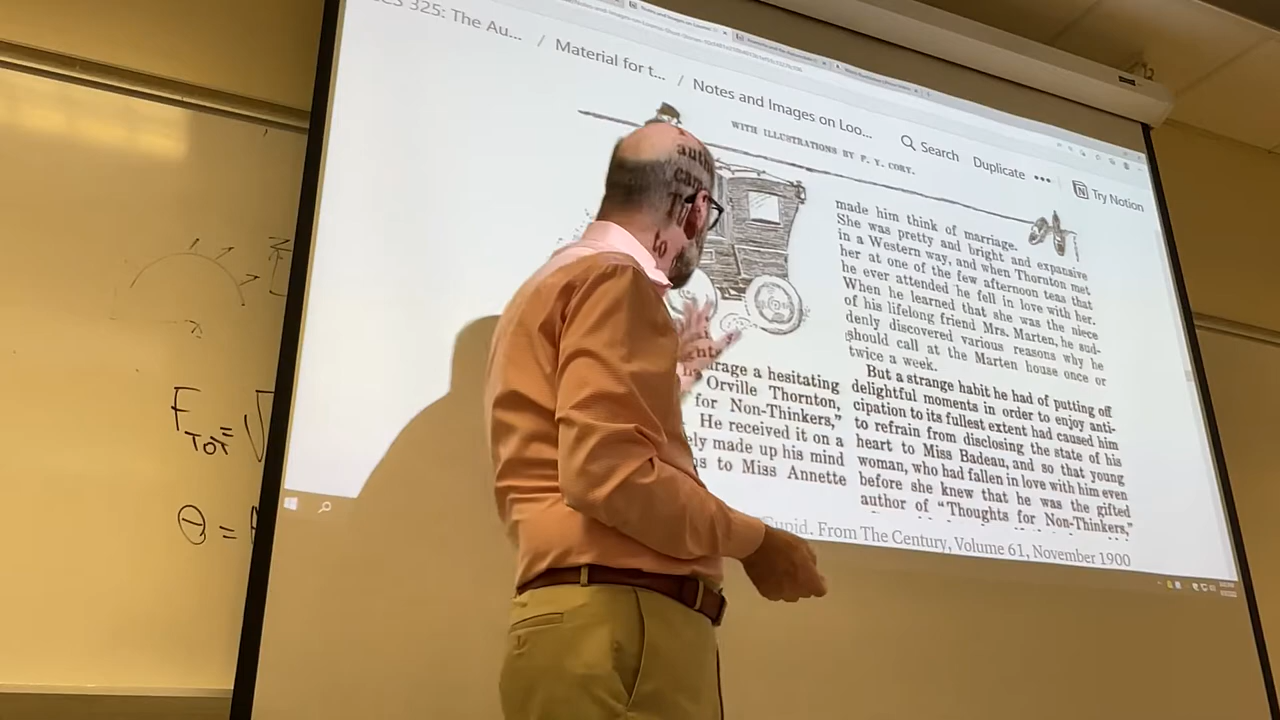 CS 325: The Au... / Material for t... / Notes and Images on Loo...
Search Duplicate ••• Try Notion
WITH ILLUSTRATIONS BY F. Y. CORY.
auth
can
to
ght
urage a hesitating
Orville Thornton,
for Non-Thinkers,”
He received it on a
ely made up his mind
s to Miss Annette
made him think of marriage.
She was pretty and bright and expansive
in a Western way, and when Thornton met
her at one of the few afternoon teas that
he ever attended he fell in love with her.
When he learned that she was the niece
of his lifelong friend Mrs. Marten, he sud-
denly discovered various reasons why he
should call at the Marten house once or
twice a week.
But a strange habit he had of putting off
delightful moments in order to enjoy anti-
cipation to its fullest extent had caused him
to refrain from disclosing the state of his
heart to Miss Badeau, and so that young
woman, who had fallen in love with him even
before she knew that he was the gifted
author of “Thoughts for Non-Thinkers,”
Cupid. From The Century, Volume 61, November 1900
F TOT = √
θ =